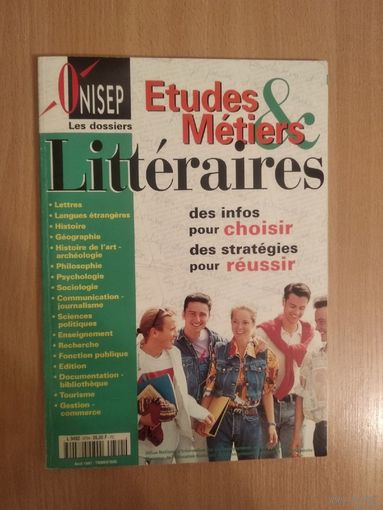 ONISEP
Les dossiers
Etudes &
Métiers
Littéraires
des infos
pour choisir
des stratégies
pour réussir
• Lettres
• Langues étrangères
• Histoire
• Géographie
• Histoire de l'art -
archéologie
• Philosophie
• Psychologie
• Sociologie
• Communication -
journalisme
• Sciences
politiques
• Enseignement
• Recherche
• Fonction publique
• Edition
• Documentation -
bibliothèque
• Tourisme
• Gestion -
commerce